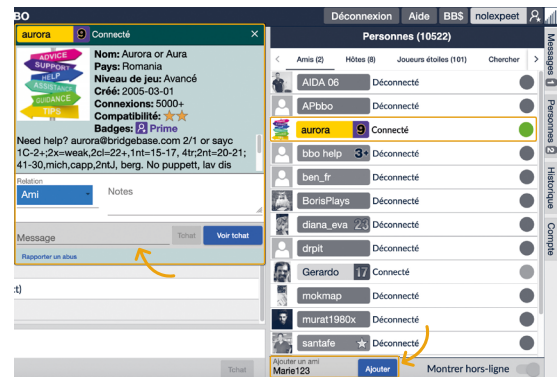 BO
Déconnexion Aide BB$ nolexpeet
aurora 9 Connecté ×
ADVICE
SUPPORT
HELP
ASSISTANCE
GUIDANCE
TIPS
Nom: Aurora or Aura
Pays: Romania
Niveau de jeu: Avancé
Créé: 2005-03-01
Connexions: 5000+
Compatibilité:
Badges: Prime
Need help? aurora@bridgebase.com 2/1 or sayc
1C-2+;2x=weak,2cl=22+,1nt=15-17, 4tr;2nt=20-21;
41-30,mich,capp,2ntJ, berg. No puppett, lav dis
Relation
Ami
Notes
Message
Tchat
Voir tchat
Rapporter un abus
t)
Tchat
Personnes (10522)
< Amis (2) Hôtes (8) Joueurs étoiles (101) Chercher >
AIDA 06 Déconnecté
APbbo Déconnecté
aurora 9 Connecté
bbo help 3+ Déconnecté
ben_fr Déconnecté
BorisPlays Déconnecté
diana_eva 23 Déconnecté
drpit Déconnecté
Gerardo 17 Connecté
mokmap Déconnecté
murat1980x Déconnecté
santafe Déconnecté
Ajouter un ami
Marie123
Ajouter
Montrer hors-ligne
Messages 1
Personnes 2
Historique
Compte